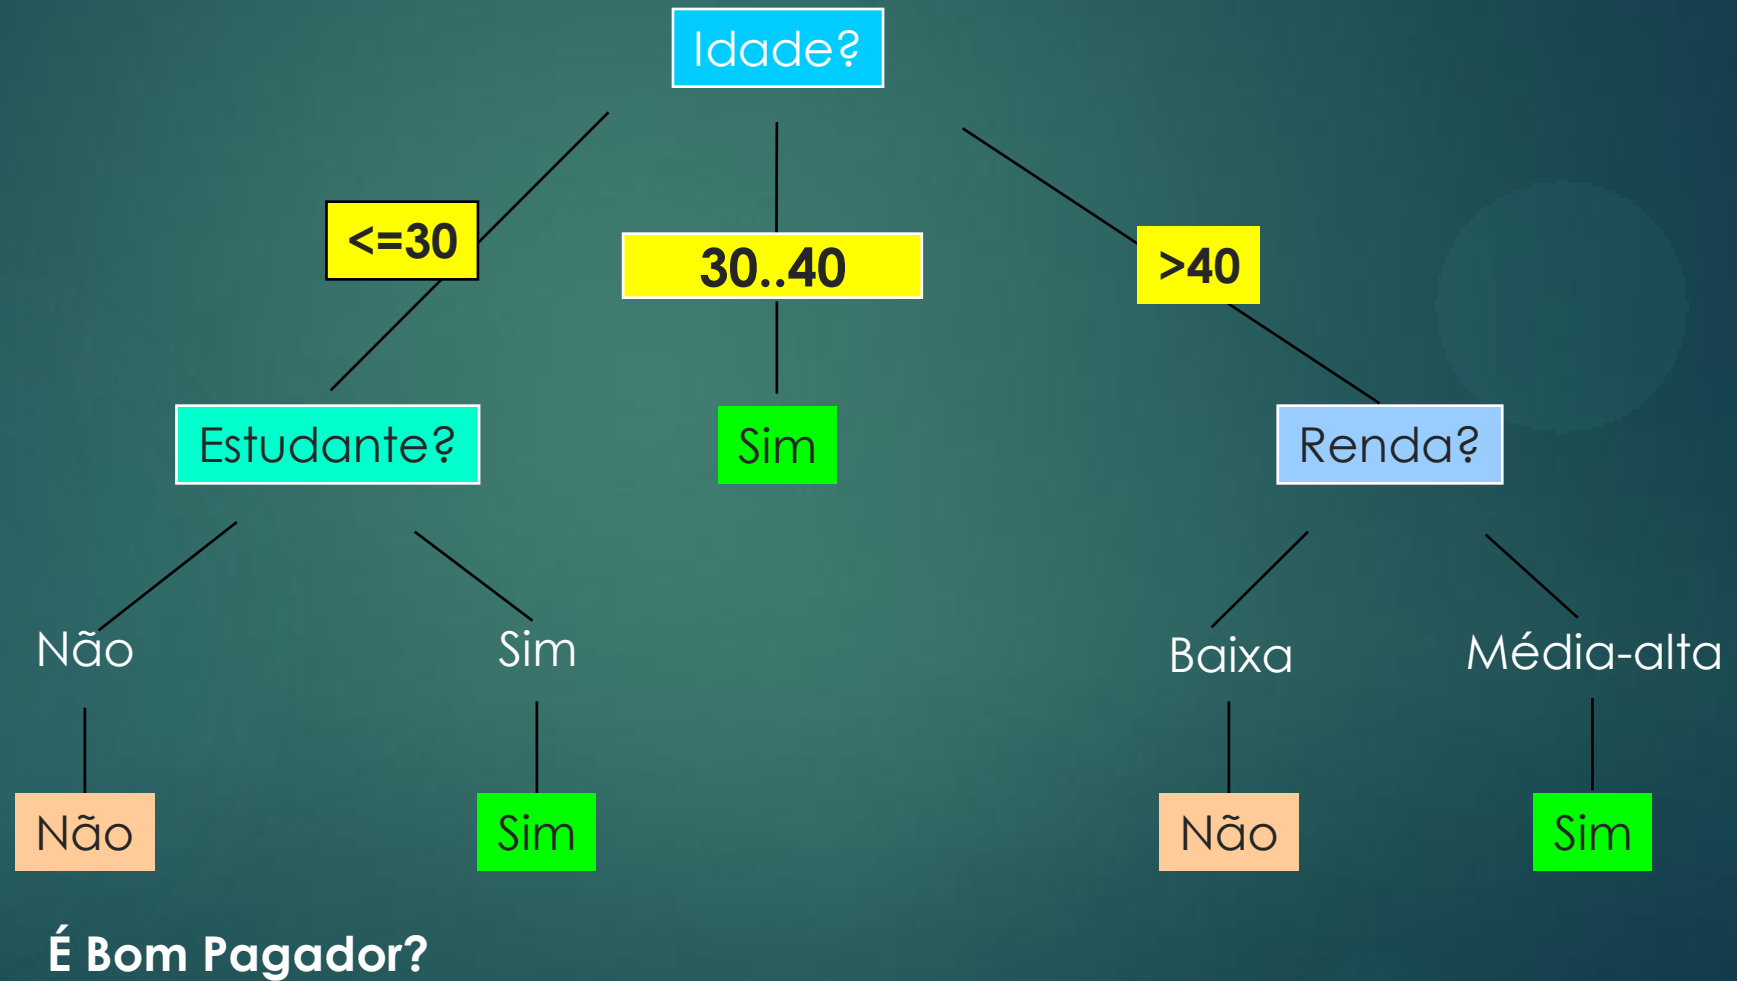 Idade?
<=30
30..40
>40
Estudante?
Sim
Renda?
Não
Sim
Baixa
Média-alta
Não
Sim
Não
Sim
É Bom Pagador?